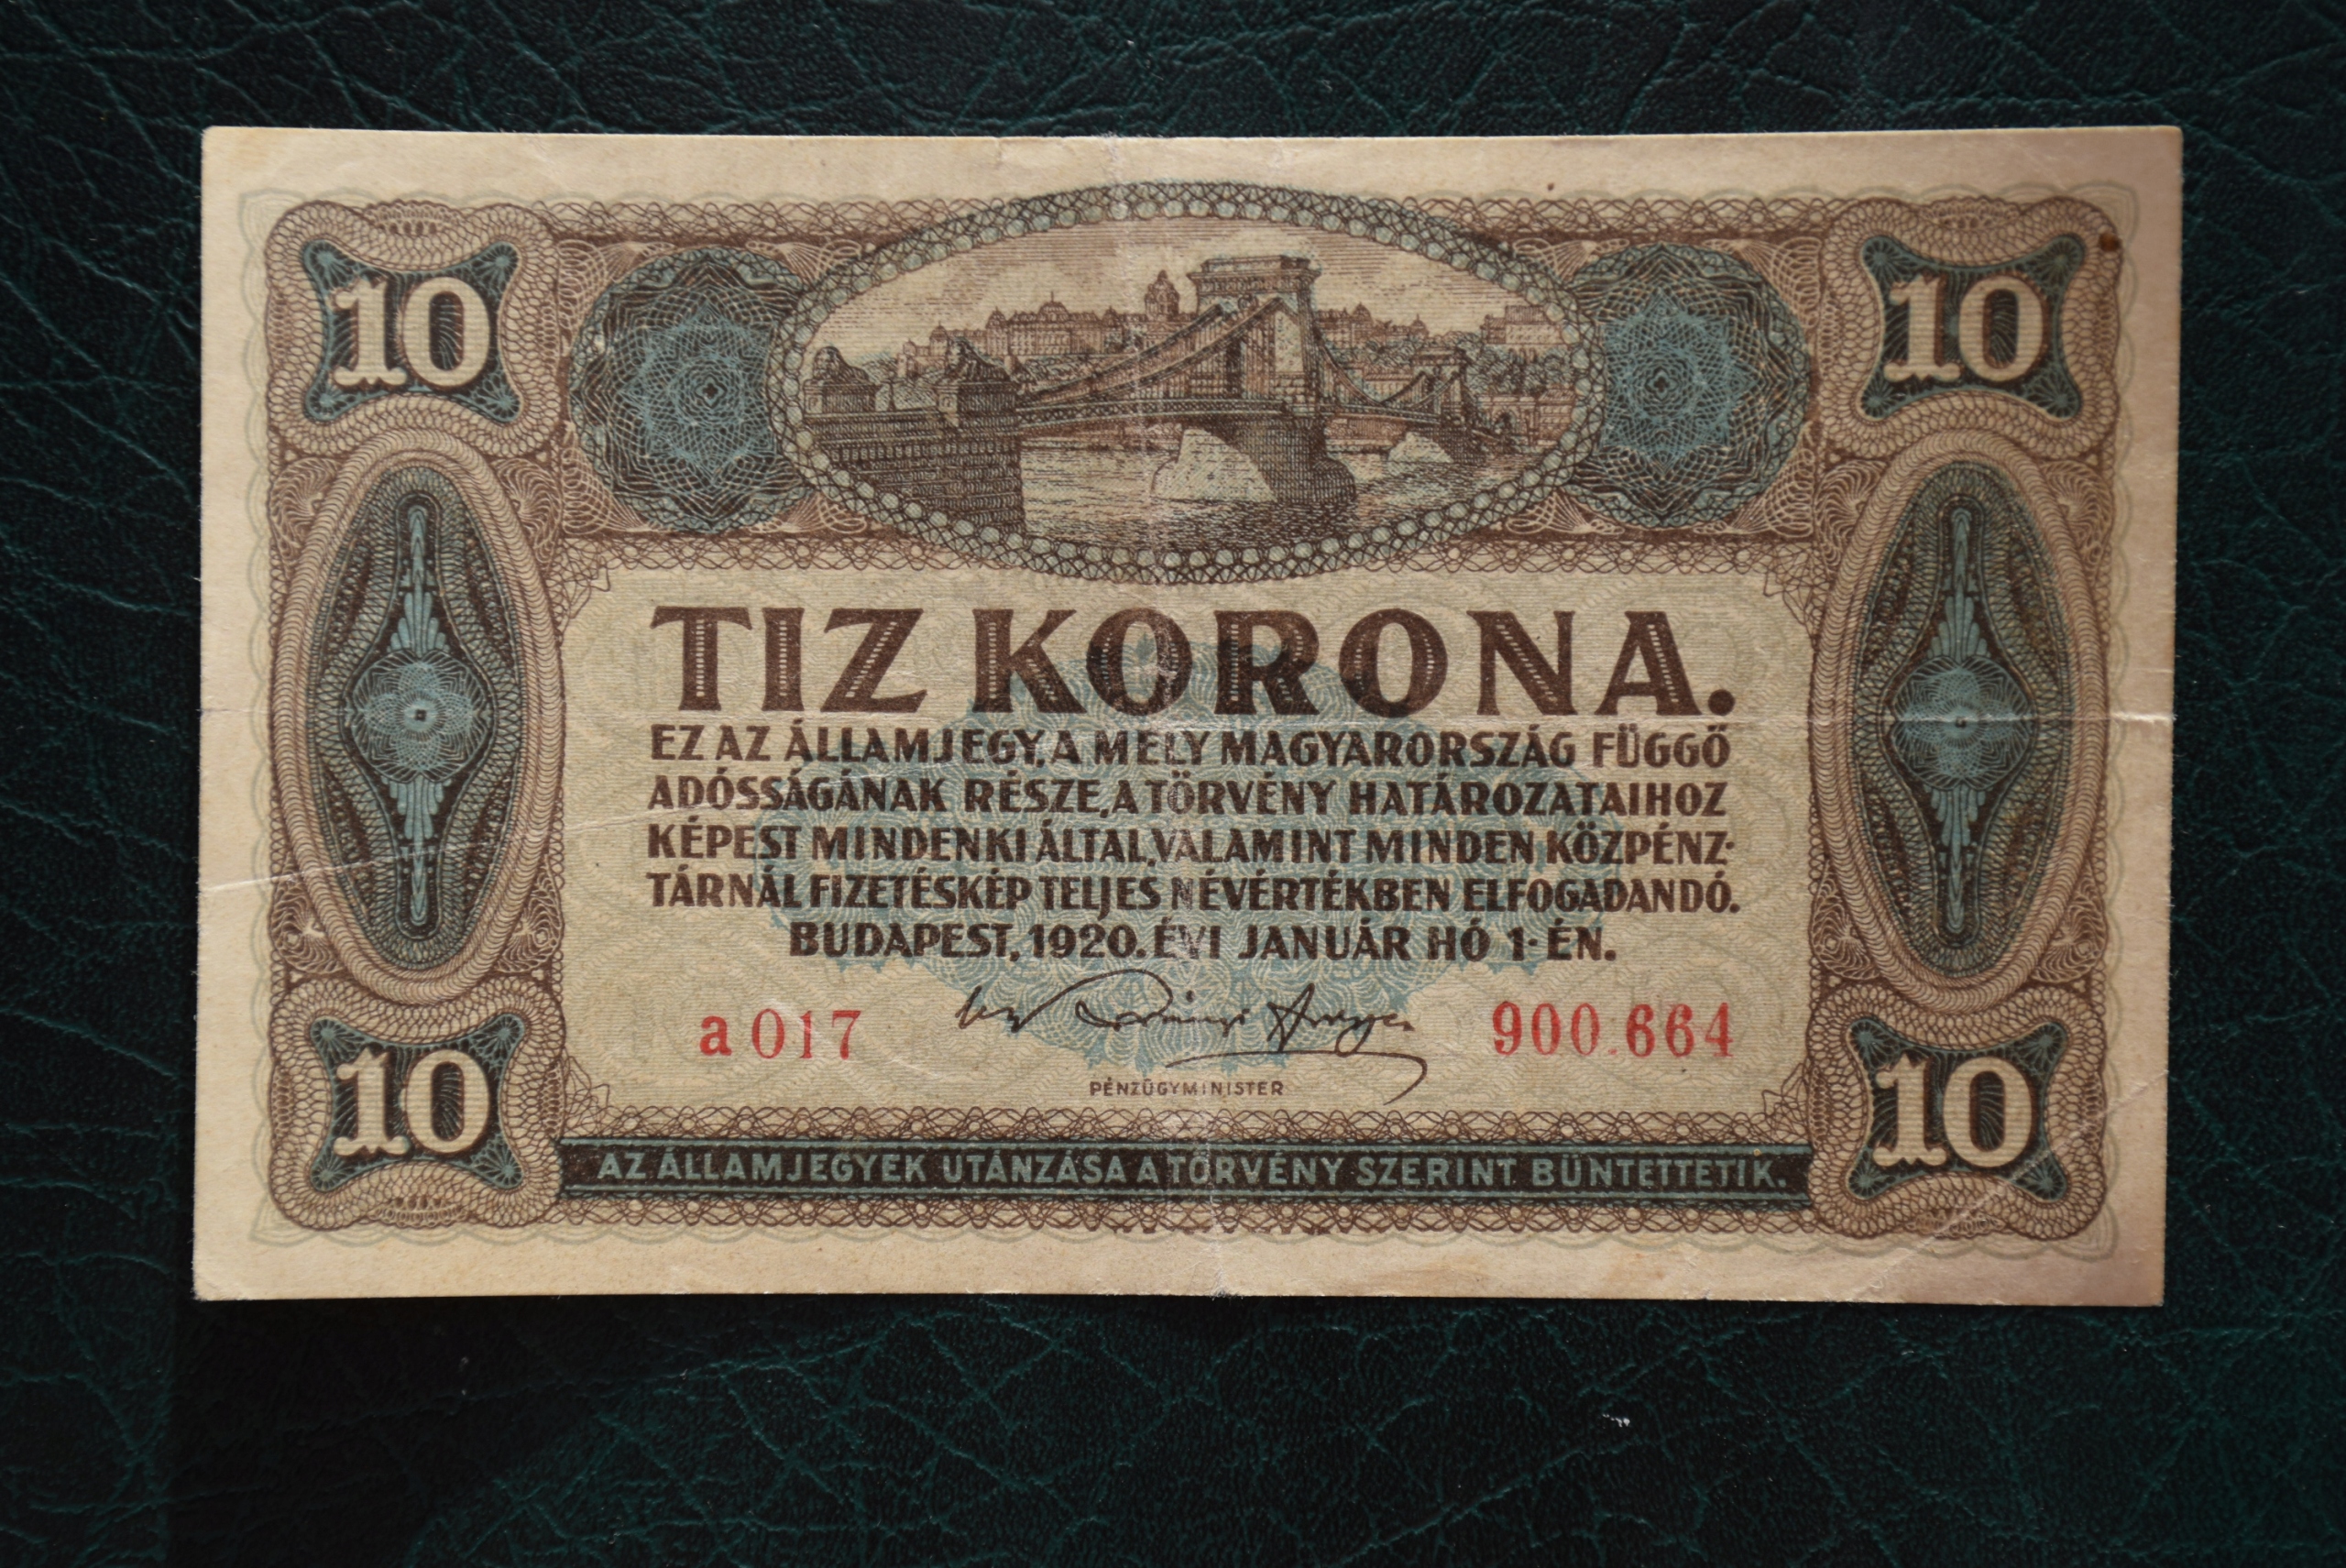 10
10
TIZ KORONA.
EZ AZ ÁLLAMJEGY, A MELY MAGYARORSZÁG FÜGGŐ
ADÓSSÁGÁNAK RÉSZE, A TÖRVÉNY HATÁROZATAIHOZ
KÉPEST MINDENKI ÁLTAL, VALAMINT MINDEN KÖZPÉNZ-
TÁRNÁL FIZETÉSKÉP TELJES NÉVÉRTÉKBEN ELFOGADANDÓ.
BUDAPEST, 1920. ÉVI JANUÁR HÓ 1-ÉN.
a 017
900.664
PÉNZÜGYMINISTER
10
10
AZ ÁLLAMJEGYEK UTÁNZÁSA A TÖRVÉNY SZERINT BÜNTETTETIK.